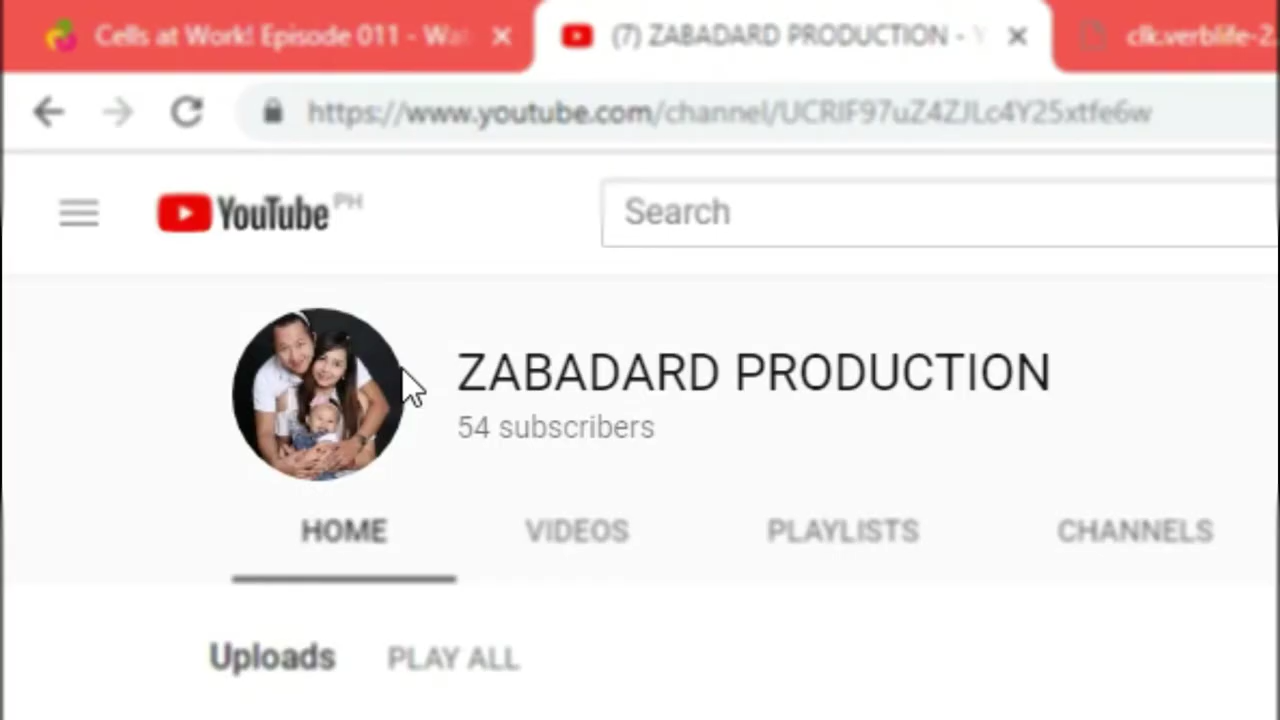 Cells at Work! Episode 011 - Wa
(7) ZABADARD PRODUCTION - Y
clk.verblife-2.
https://www.youtube.com/channel/UCRIF97uZ4ZJLc4Y25xtfe6w
YouTube PH
Search
ZABADARD PRODUCTION
54 subscribers
HOME
VIDEOS
PLAYLISTS
CHANNELS
Uploads
PLAY ALL